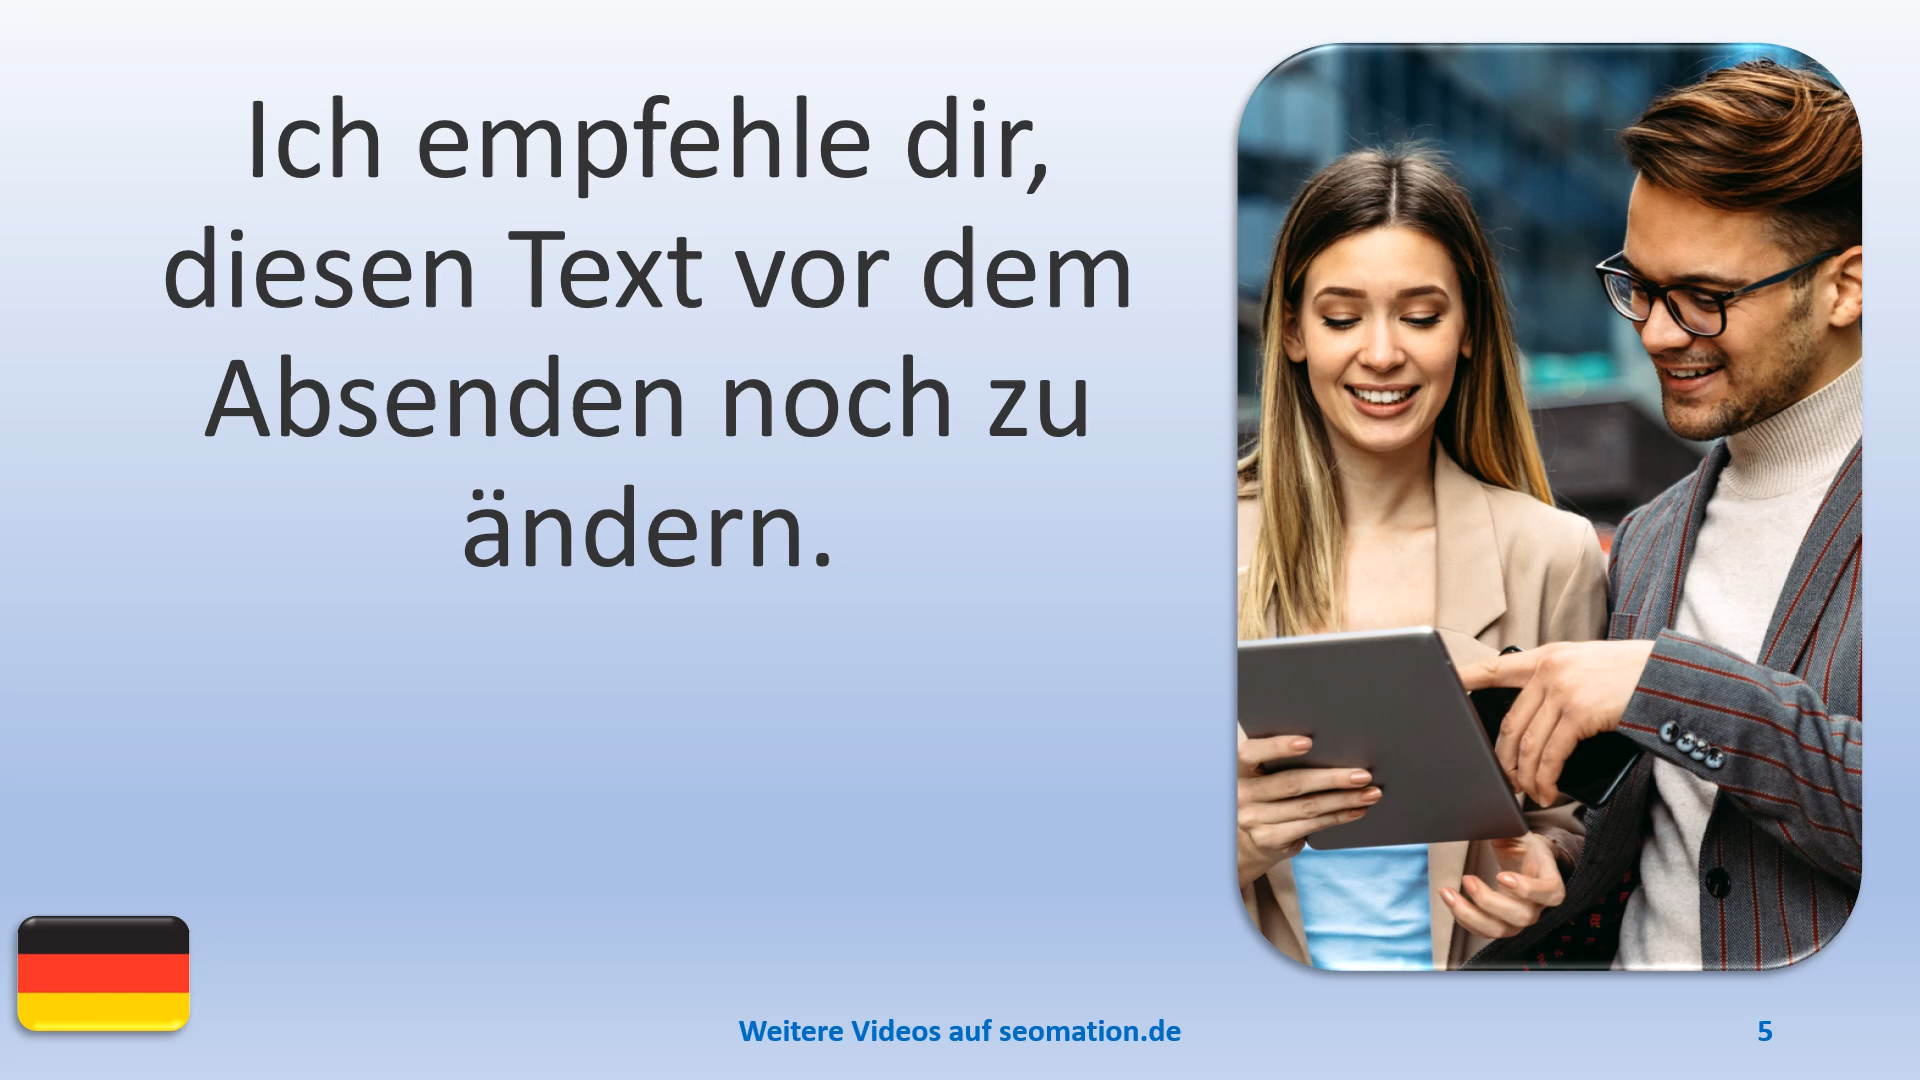 Ich empfehle dir,
diesen Text vor dem
Absenden noch zu
ändern.
Weitere Videos auf seomation.de
5